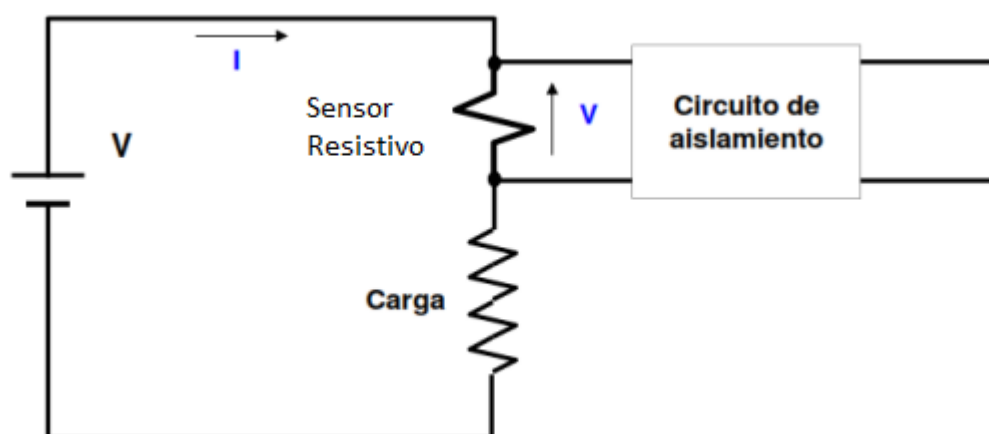 I
Sensor
Resistivo
V
V
Circuito de
aislamiento
Carga